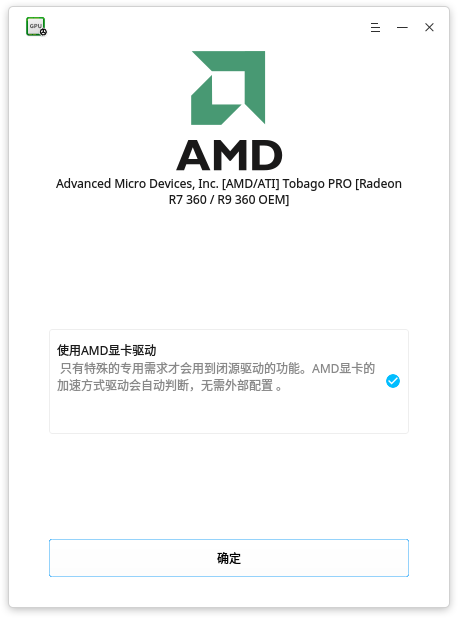 GPU
AMD
Advanced Micro Devices, Inc. [AMD/ATI] Tobago PRO [Radeon
R7 360 / R9 360 OEM]
使用AMD显卡驱动
只有特殊的专用需求才会用到闭源驱动的功能。AMD显卡的
加速方式驱动会自动判断，无需外部配置 。
确定